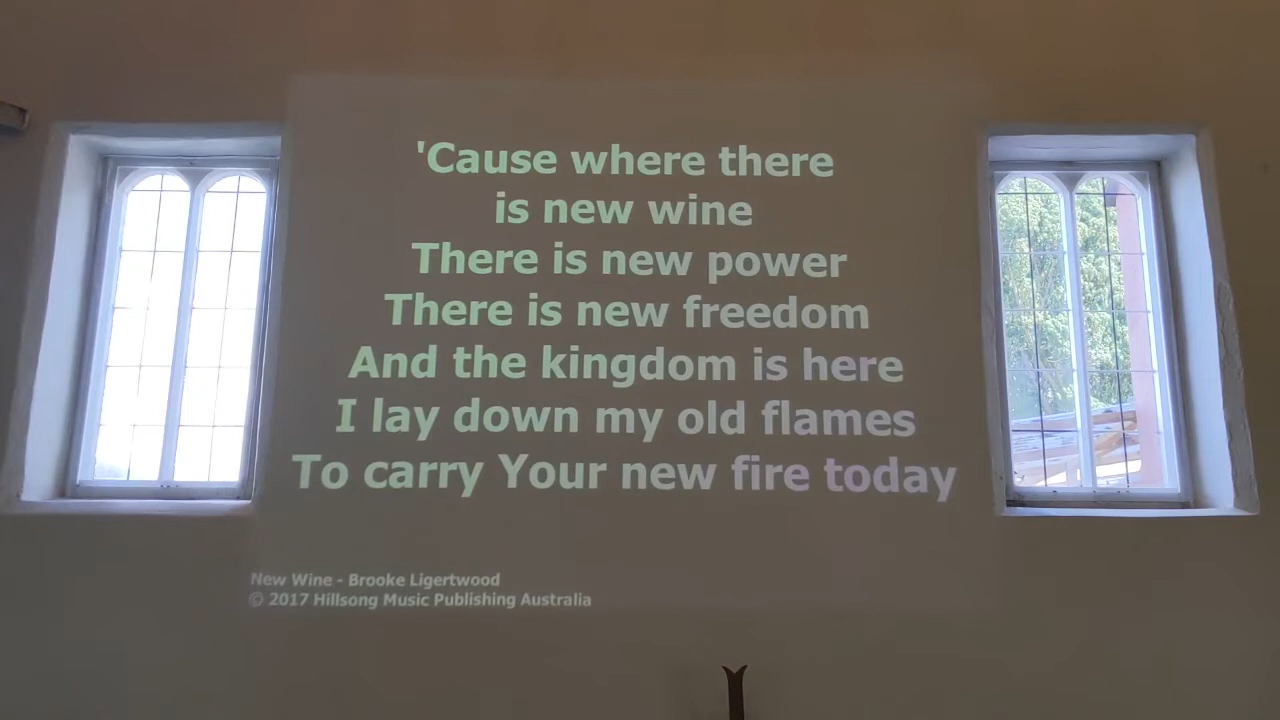 'Cause where there
is new wine
There is new power
There is new freedom
And the kingdom is here
I lay down my old flames
To carry Your new fire today
New Wine - Brooke Ligertwood
© 2017 Hillsong Music Publishing Australia